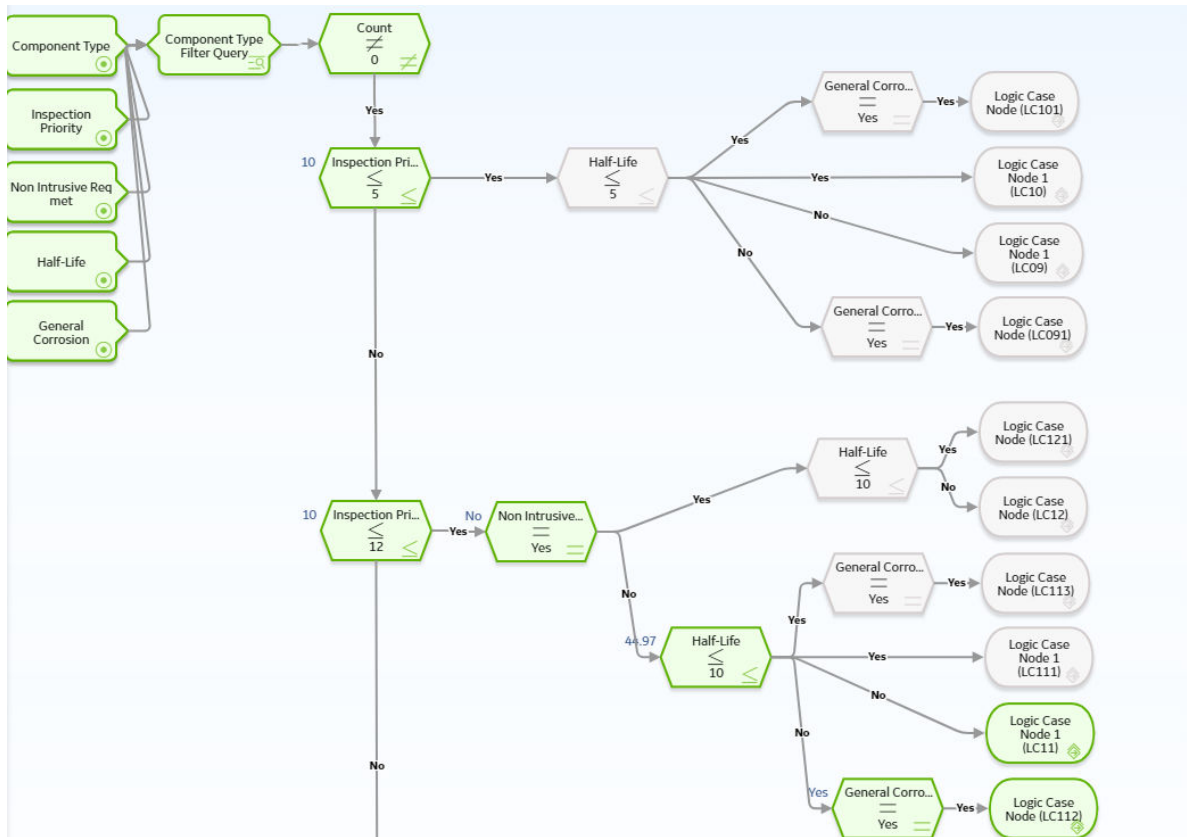 Component Type
Component Type
Filter Query
Count
≠
0
Inspection
Priority
Non Intrusive Req
met
Half-Life
General
Corrosion
Yes
10
Inspection Pri...
≤
5
Yes
Half-Life
≤
5
Yes
General Corro...
=
Yes
Yes
Logic Case
Node (LC101)
Yes
Logic Case
Node 1
(LC10)
No
Logic Case
Node 1
(LC09)
No
General Corro...
=
Yes
Yes
Logic Case
Node (LC091)
No
10
Inspection Pri...
≤
12
Yes
No
Non Intrusive...
=
Yes
Yes
Half-Life
≤
10
Yes
Logic Case
Node (LC121)
No
Logic Case
Node (LC12)
No
44.97
Half-Life
≤
10
Yes
General Corro...
=
Yes
Yes
Logic Case
Node (LC113)
Yes
Logic Case
Node 1
(LC111)
No
Logic Case
Node 1
(LC11)
No
Yes
General Corro...
=
Yes
Yes
Logic Case
Node (LC112)
No